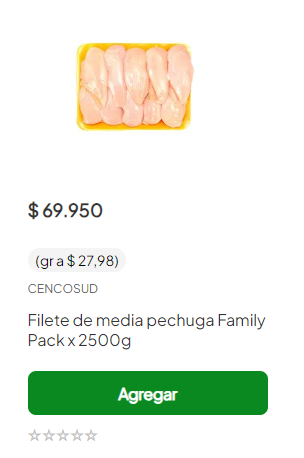 $ 69.950
(gr a $ 27,98)
CENCOSUD
Filete de media pechuga Family
Pack x 2500g
Agregar